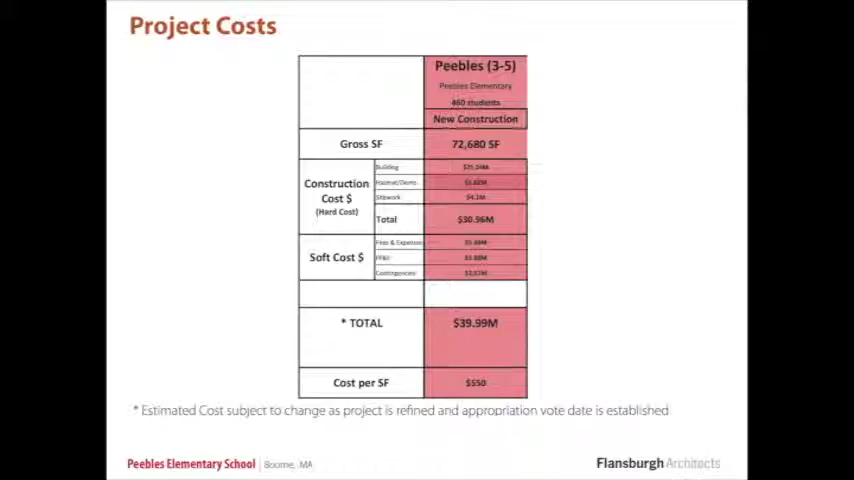 Project Costs
Peebles (3-5)
Peebles Elementary
460 students
New Construction
Gross SF 72,680 SF
Construction Cost $ (Hard Cost)
Building
Sitework
Total $30.96M
Soft Cost $
Fees & Expenses
Contingencies
* TOTAL $39.99M
Cost per SF $550
* Estimated Cost subject to change as project is refined and appropriation vote date is established
Peebles Elementary School | Bourne, MA
Flansburgh Architects